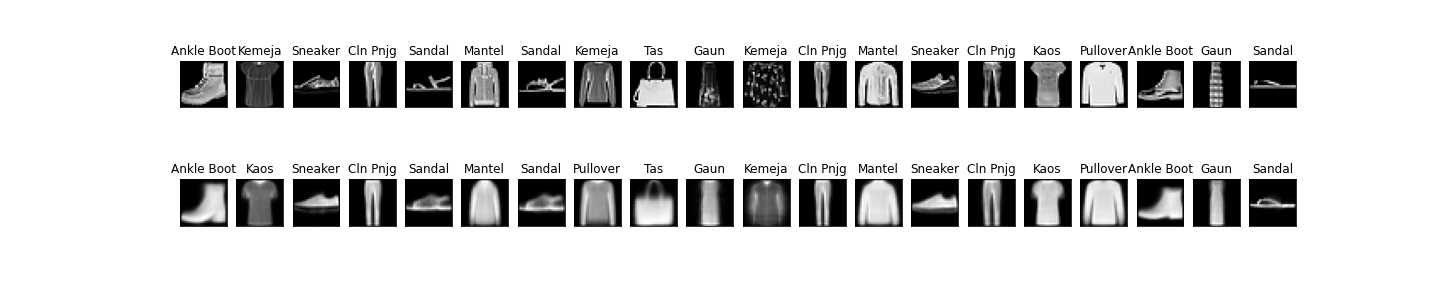 Ankle Boot Kemeja Sneaker Cln Pnjg Sandal Mantel Sandal Kemeja Tas Gaun Kemeja Cln Pnjg Mantel Sneaker Cln Pnjg Kaos Pullover Ankle Boot Gaun Sandal
Ankle Boot Kaos Sneaker Cln Pnjg Sandal Mantel Sandal Pullover Tas Gaun Kemeja Cln Pnjg Mantel Sneaker Cln Pnjg Kaos Pullover Ankle Boot Gaun Sandal